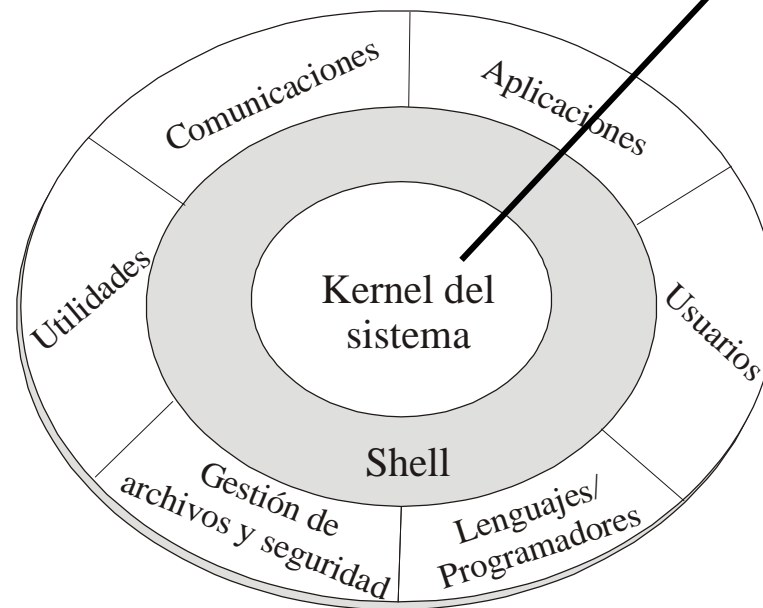 Comunicaciones
Aplicaciones
Utilidades
Kernel del
sistema
Usuarios
Shell
Gestión de
archivos y seguridad
Lenguajes/
Programadores